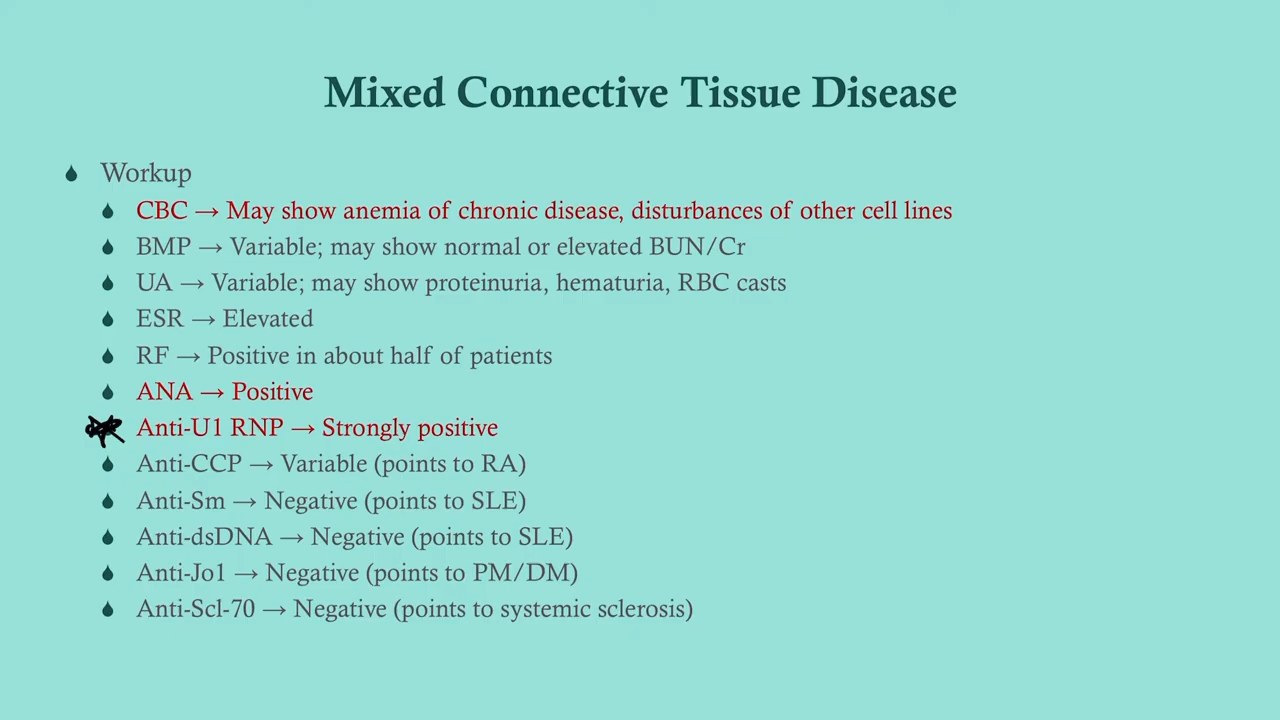 Mixed Connective Tissue Disease
Workup
CBC → May show anemia of chronic disease, disturbances of other cell lines
BMP → Variable; may show normal or elevated BUN/Cr
UA → Variable; may show proteinuria, hematuria, RBC casts
ESR → Elevated
RF → Positive in about half of patients
ANA → Positive
Anti-U1 RNP → Strongly positive
Anti-CCP → Variable (points to RA)
Anti-Sm → Negative (points to SLE)
Anti-dsDNA → Negative (points to SLE)
Anti-Jo1 → Negative (points to PM/DM)
Anti-Scl-70 → Negative (points to systemic sclerosis)